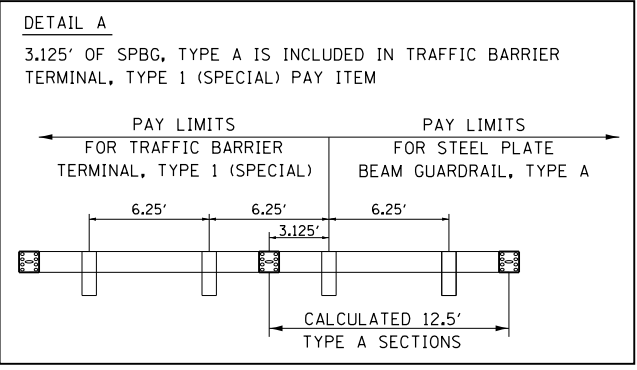 DETAIL A
3.125' OF SPBG, TYPE A IS INCLUDED IN TRAFFIC BARRIER
TERMINAL, TYPE 1 (SPECIAL) PAY ITEM
PAY LIMITS
FOR TRAFFIC BARRIER
TERMINAL, TYPE 1 (SPECIAL)
PAY LIMITS
FOR STEEL PLATE
BEAM GUARDRAIL, TYPE A
6.25' 6.25' 6.25'
3.125'
CALCULATED 12.5'
TYPE A SECTIONS